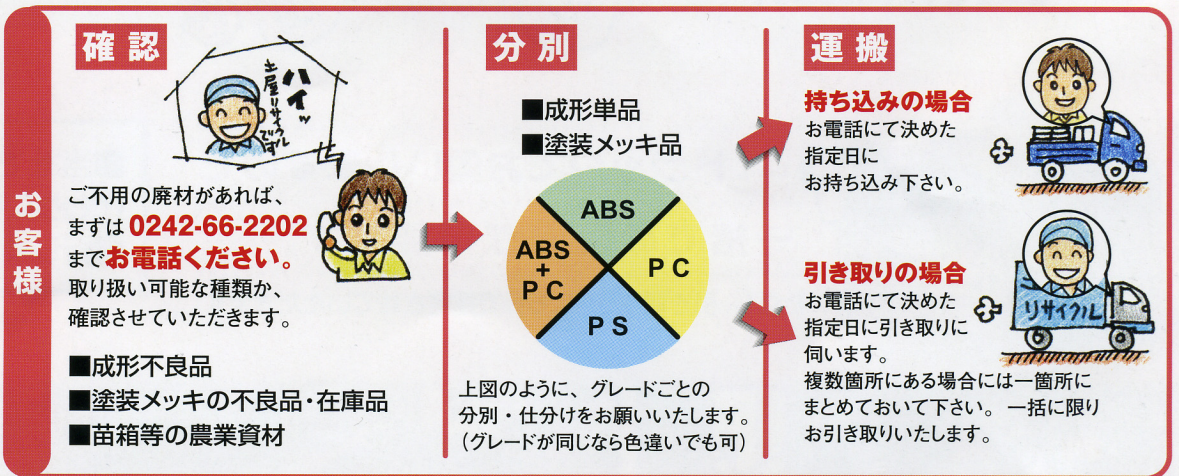 お客様
確認
ハイッ
土屋リサイクル
です
ご不用の廃材があれば、
まずは 0242-66-2202
までお電話ください。
取り扱い可能な種類か、
確認させていただきます。
■成形不良品
■塗装メッキの不良品・在庫品
■苗箱等の農業資材
分別
■成形単品
■塗装メッキ品
ABS
ABS
+
PC
PC
PS
上図のように、グレードごとの
分別・仕分けをお願いいたします。
(グレードが同じなら色違いでも可)
運搬
持ち込みの場合
お電話にて決めた
指定日に
お持ち込み下さい。
引き取りの場合
お電話にて決めた
指定日に引き取りに
伺います。
複数箇所にある場合には一箇所に
まとめておいて下さい。一括に限り
お引き取りいたします。
リサイクル